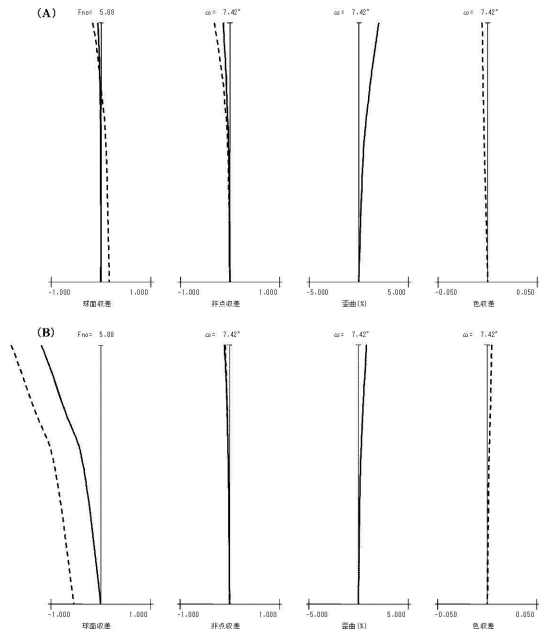 (A)
Fno= 5.88 ω= 7.42° ω= 7.42° ω= 7.42°
-1.000 1.000 -1.000 1.000 -5.000 5.000 -0.050 0.050
球面収差 非点収差 歪曲(%) 色収差
(B)
Fno= 5.88 ω= 7.42° ω= 7.42° ω= 7.42°
-1.000 1.000 -1.000 1.000 -5.000 5.000 -0.050 0.050
球面収差 非点収差 歪曲(%) 色収差